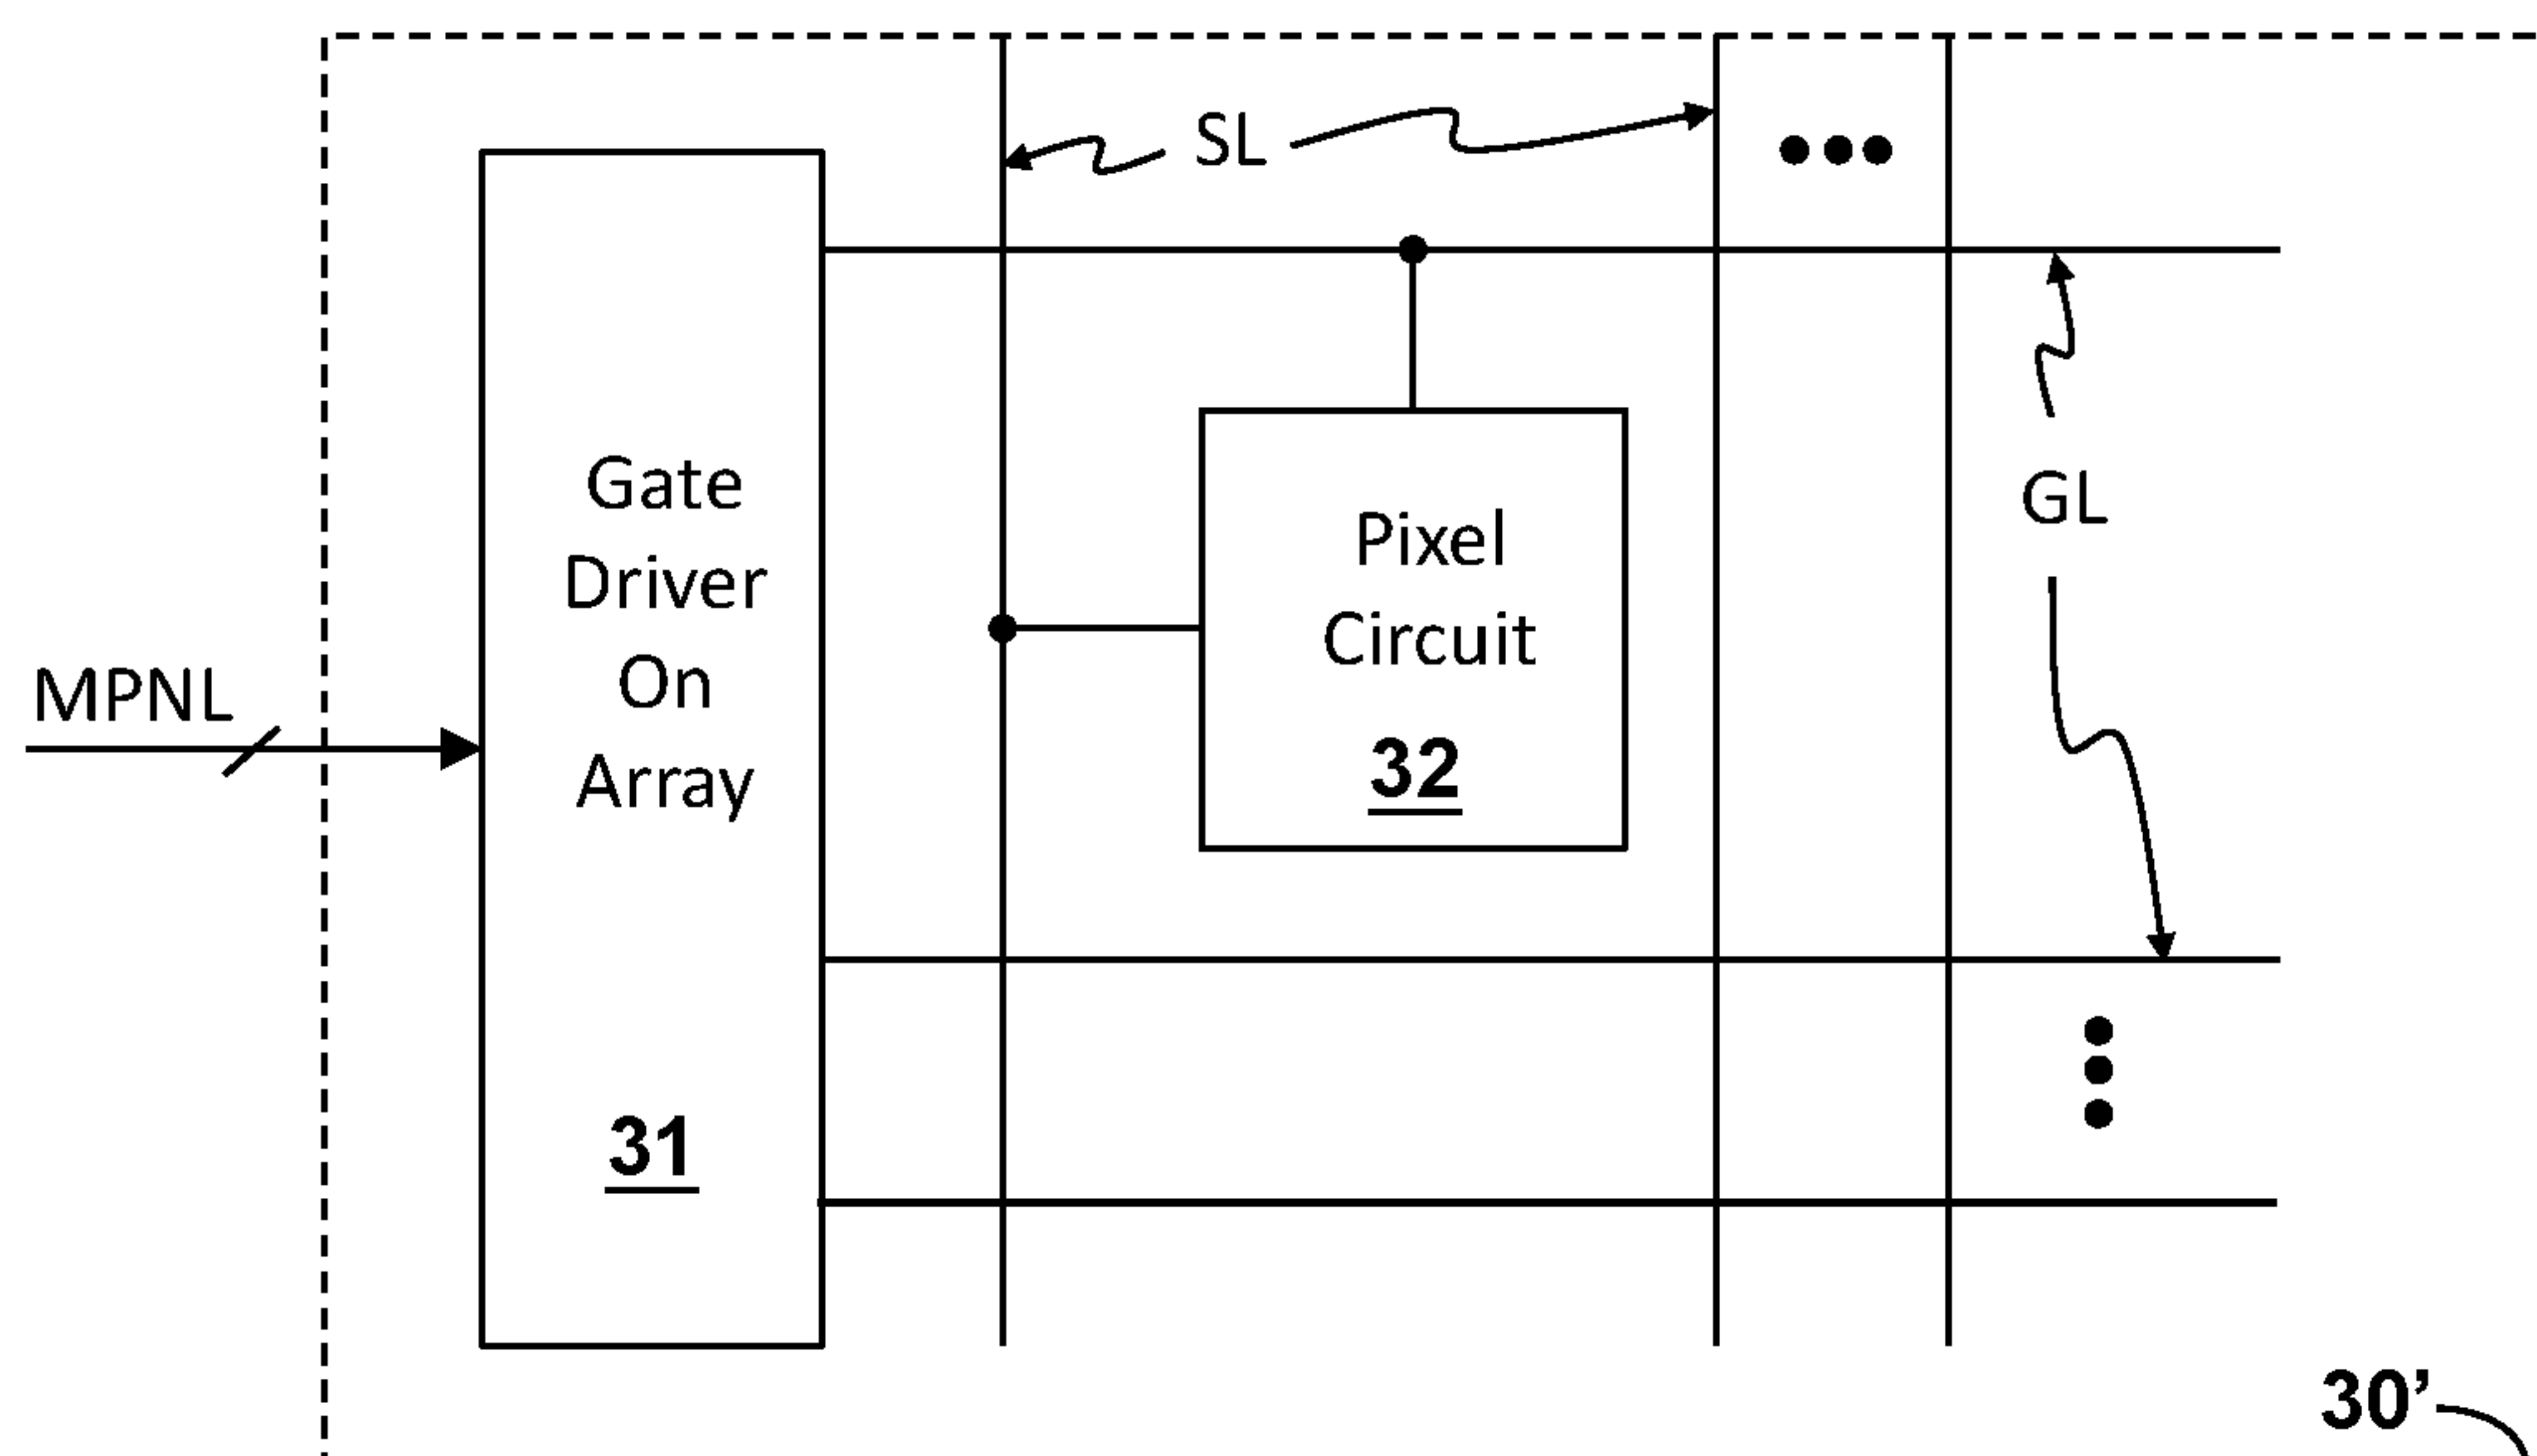 SL
Gate
Driver
On
Array
31
MPNL
Pixel
Circuit
32
GL
30’